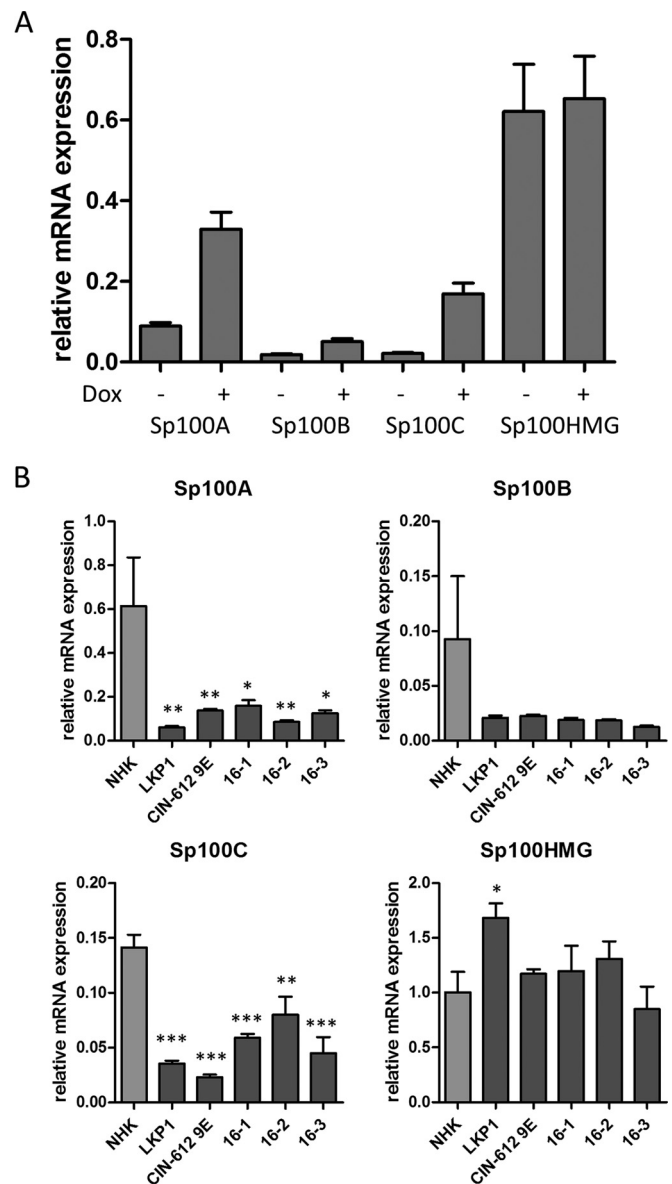 A
relative mRNA expression
0.8
0.6
0.4
0.2
0.0
Dox - + - + - + - +
Sp100A Sp100B Sp100C Sp100HMG
B
Sp100A
relative mRNA expression
1.0
0.8
0.6
0.4
0.2
0.0
** ** * ** *
NHK LKP1 CIN-612 9E 16-1 16-2 16-3
Sp100B
relative mRNA expression
0.20
0.15
0.10
0.05
0.00
NHK LKP1 CIN-612 9E 16-1 16-2 16-3
Sp100C
relative mRNA expression
0.20
0.15
0.10
0.05
0.00
*** *** *** ** ***
NHK LKP1 CIN-612 9E 16-1 16-2 16-3
Sp100HMG
relative mRNA expression
2.0
1.5
1.0
0.5
0.0
*
NHK LKP1 CIN-612 9E 16-1 16-2 16-3